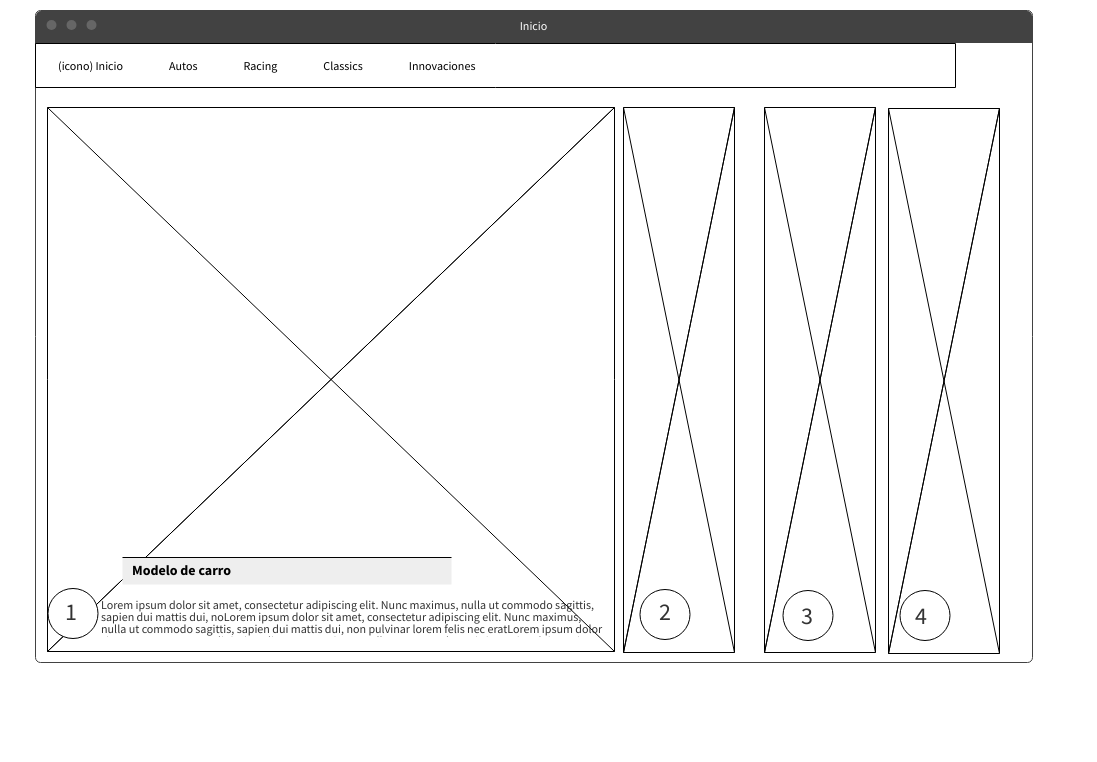 Inicio
(icono) Inicio Autos Racing Classics Innovaciones
Modelo de carro
1
Lorem ipsum dolor sit amet, consectetur adipiscing elit. Nunc maximus, nulla ut commodo sagittis,
sapien dui mattis dui, noLorem ipsum dolor sit amet, consectetur adipiscing elit. Nunc maximus,
nulla ut commodo sagittis, sapien dui mattis dui, non pulvinar lorem felis nec eratLorem ipsum dolor
2
3
4